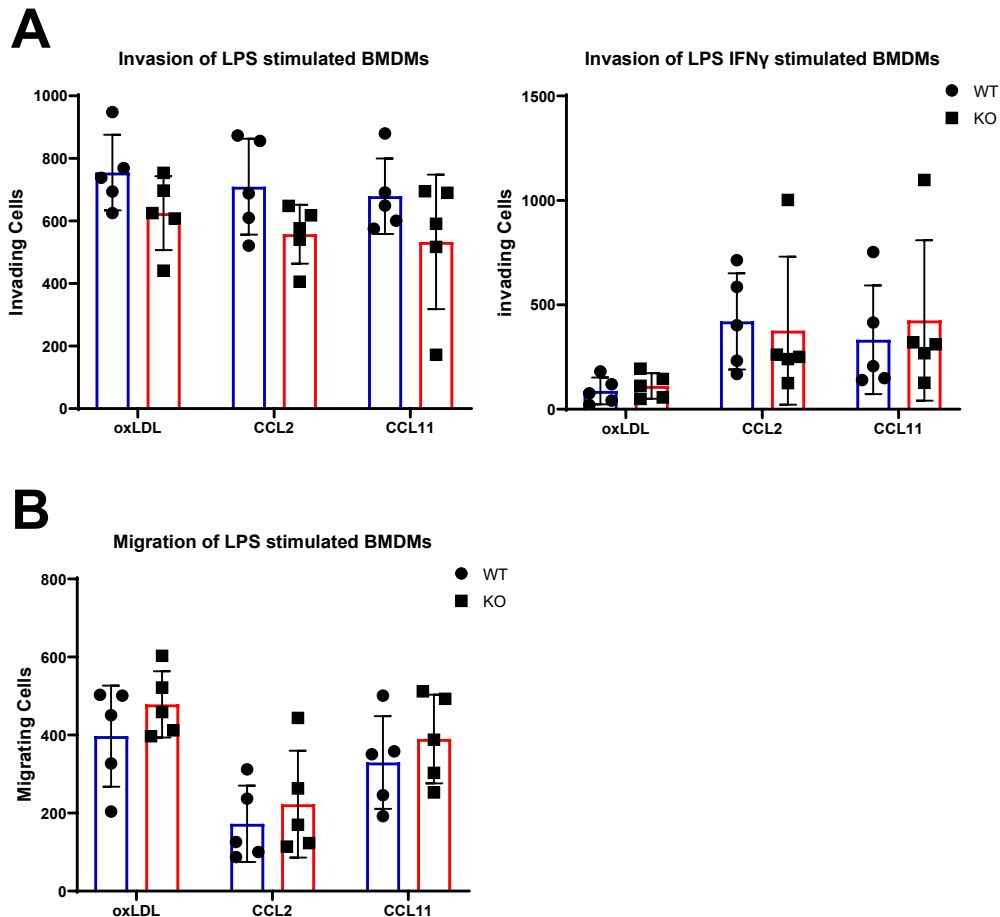 A
Invasion of LPS stimulated BMDMs
Invading Cells
1000
800
600
400
200
0
oxLDL CCL2 CCL11
Invasion of LPS IFNγ stimulated BMDMs
WT
KO
invading Cells
1500
1000
500
0
oxLDL CCL2 CCL11
B
Migration of LPS stimulated BMDMs
WT
KO
Migrating Cells
800
600
400
200
0
oxLDL CCL2 CCL11